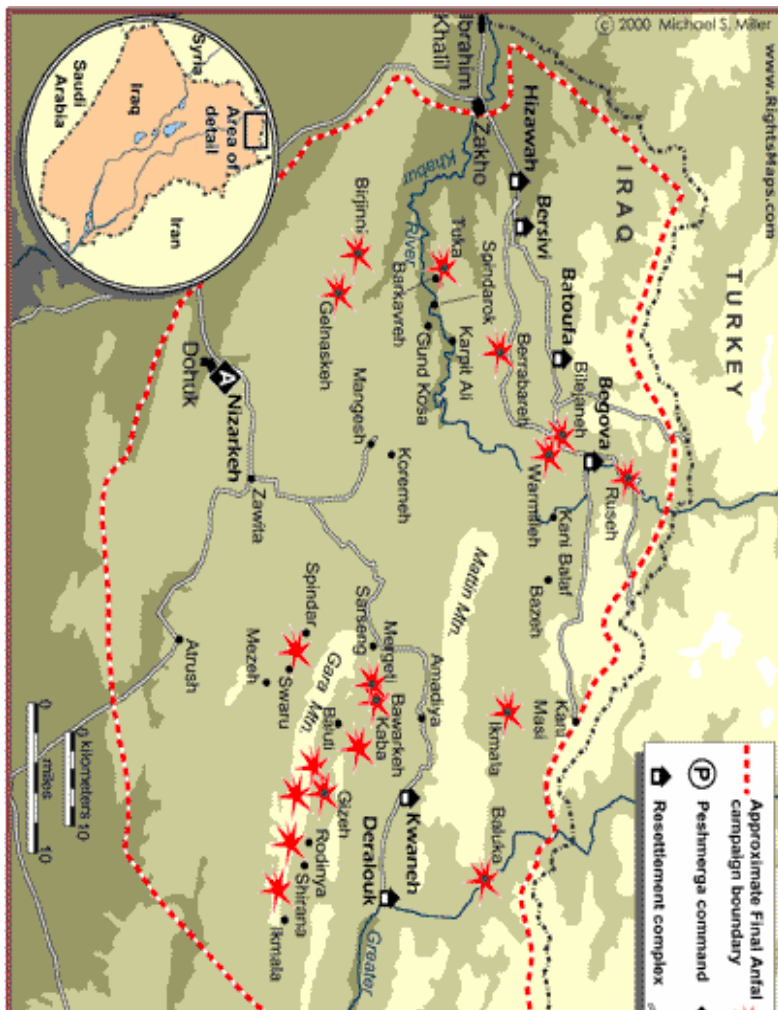 © 2000 Michael S. Miller
www.RightsMaps.com
Ibrahim
Khalil
Zakho
Hizawah
Bersivi
Batoufa
Begova
IRAQ
TURKEY
Syria
Iraq
Saudi
Arabia
Iran
Area of
detail
Khabur
River
Birjinni
Tuka
Spindarok
Barkavreh
Gelnaskeh
Karpit Ali
Gund Kosa
Berrabareh
Bilejaneh
Warmileh
Ruseh
Kani Balaf
Bazeh
Mangesh
Koremeh
Dohuk
A
Nizarkeh
Zawita
Mattin Mtn.
Spindar
Sarseng
Mergeti
Amadiya
Bawarkeh
Kaba
Mezeh
Swaru
Gara Mtn.
Baluti
Gizeh
Atrush
Ikmala
Kani
Masi
Baluka
Kwaneh
Deralouk
Rodinya
Shirana
Ikmala
Greater
0
kilometers
10
0
miles
10
Approximate Final Anfal
campaign boundary
P
Peshmerga command
Resettlement complex